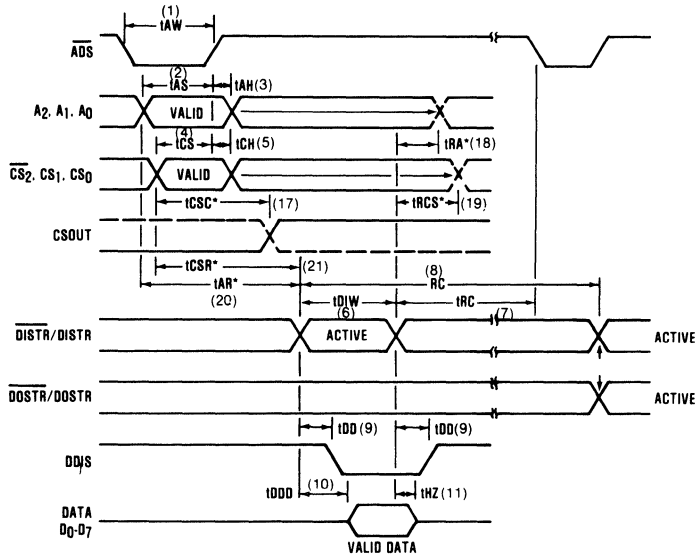 (1)
tAW
ADS
(2)
tAS
tAH(3)
A2, A1, A0
VALID
(4)
tCS
tCH(5)
tRA*(18)
CS2, CS1, CS0
VALID
tCSC*
(17)
tRCS*
(19)
CSOUT
tCSR*
(21)
(8)
tAR*
RC
(20)
tDIW
tRC
(6)
(7)
DISTR/DISTR
ACTIVE
ACTIVE
DOSTR/DOSTR
ACTIVE
tDD(9)
tDD(9)
DDIS
tDDD
(10)
tHZ(11)
DATA
D0-D7
VALID DATA